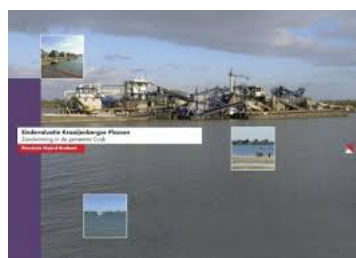 Eindevaluatie Kraaijenbergse Plassen
Zandwinning in de gemeente Cuijk
Provincie Noord-Brabant